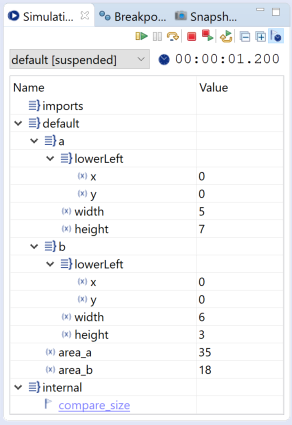 Simulati... Breakpo... Snapsh...
default [suspended] 00:00:01.200
Name Value
imports
default
a
lowerLeft
(x) x 0
(x) y 0
(x) width 5
(x) height 7
b
lowerLeft
(x) x 0
(x) y 0
(x) width 6
(x) height 3
(x) area_a 35
(x) area_b 18
internal
compare_size